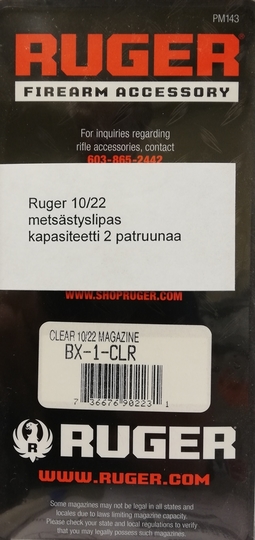 PM143
RUGER
FIREARM ACCESSORY
For inquiries regarding
rifle accessories, contact
603-865-2442
Ruger 10/22
metsästyslipas
kapasiteetti 2 patruunaa
WWW.SHOPRUGER.COM
CLEAR 10/22 MAGAZINE
BX-1-CLR
7 36676 90223 1
R
RUGER
WWW.RUGER.COM
Some magazines may not be legal in all states and
locales due to laws limiting magazine capacity.
Please check your state and local regulations to verify
that you may legally possess such magazines.